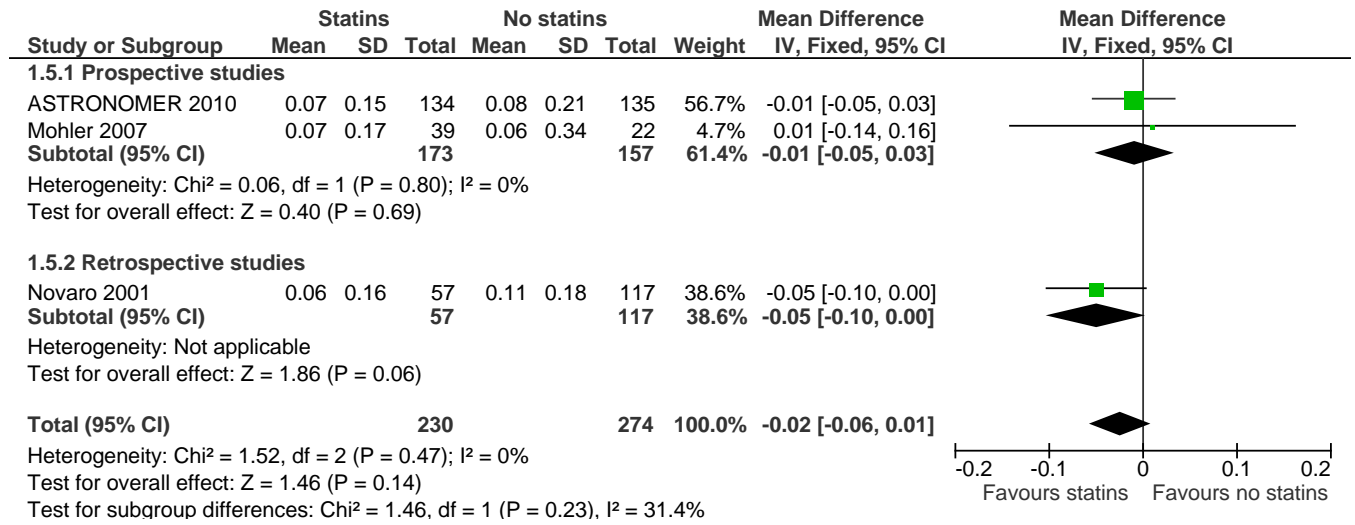 Statins No statins Mean Difference Mean Difference
Study or Subgroup Mean SD Total Mean SD Total Weight IV, Fixed, 95% CI IV, Fixed, 95% CI
1.5.1 Prospective studies
ASTRONOMER 2010 0.07 0.15 134 0.08 0.21 135 56.7% -0.01 [-0.05, 0.03]
Mohler 2007 0.07 0.17 39 0.06 0.34 22 4.7% 0.01 [-0.14, 0.16]
Subtotal (95% CI) 173 157 61.4% -0.01 [-0.05, 0.03]
Heterogeneity: Chi² = 0.06, df = 1 (P = 0.80); I² = 0%
Test for overall effect: Z = 0.40 (P = 0.69)
1.5.2 Retrospective studies
Novaro 2001 0.06 0.16 57 0.11 0.18 117 38.6% -0.05 [-0.10, 0.00]
Subtotal (95% CI) 57 117 38.6% -0.05 [-0.10, 0.00]
Heterogeneity: Not applicable
Test for overall effect: Z = 1.86 (P = 0.06)
Total (95% CI) 230 274 100.0% -0.02 [-0.06, 0.01]
Heterogeneity: Chi² = 1.52, df = 2 (P = 0.47); I² = 0%
Test for overall effect: Z = 1.46 (P = 0.14)
Test for subgroup differences: Chi² = 1.46, df = 1 (P = 0.23), I² = 31.4%
-0.2 -0.1 0 0.1 0.2
Favours statins Favours no statins